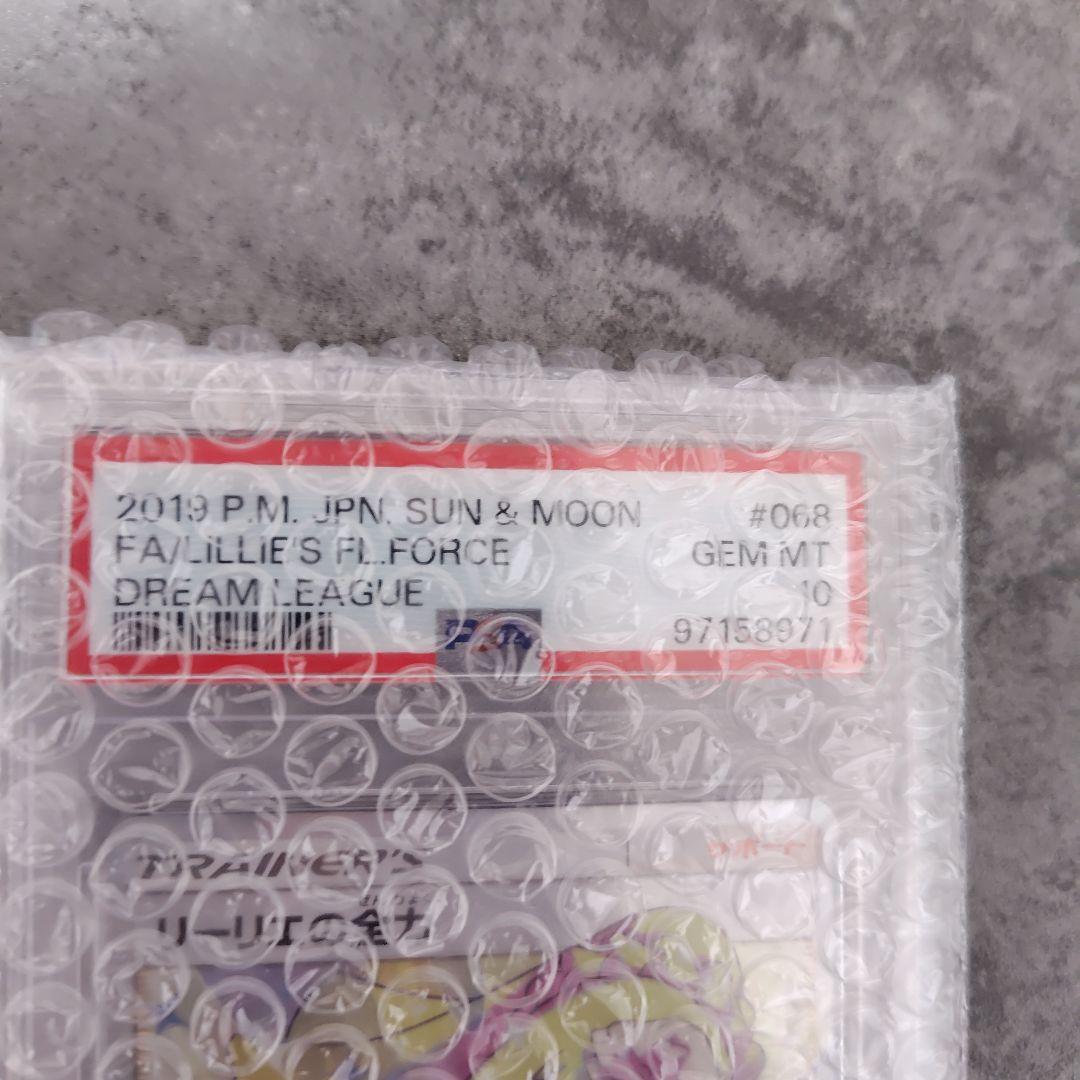 2019 P.M. JPN. SUN & MOON #068
FA/LILLIE'S FL.FORCE GEM MT
DREAM LEAGUE 10
PSA 97158971
TRAINER'S サポート
リーリエの全力